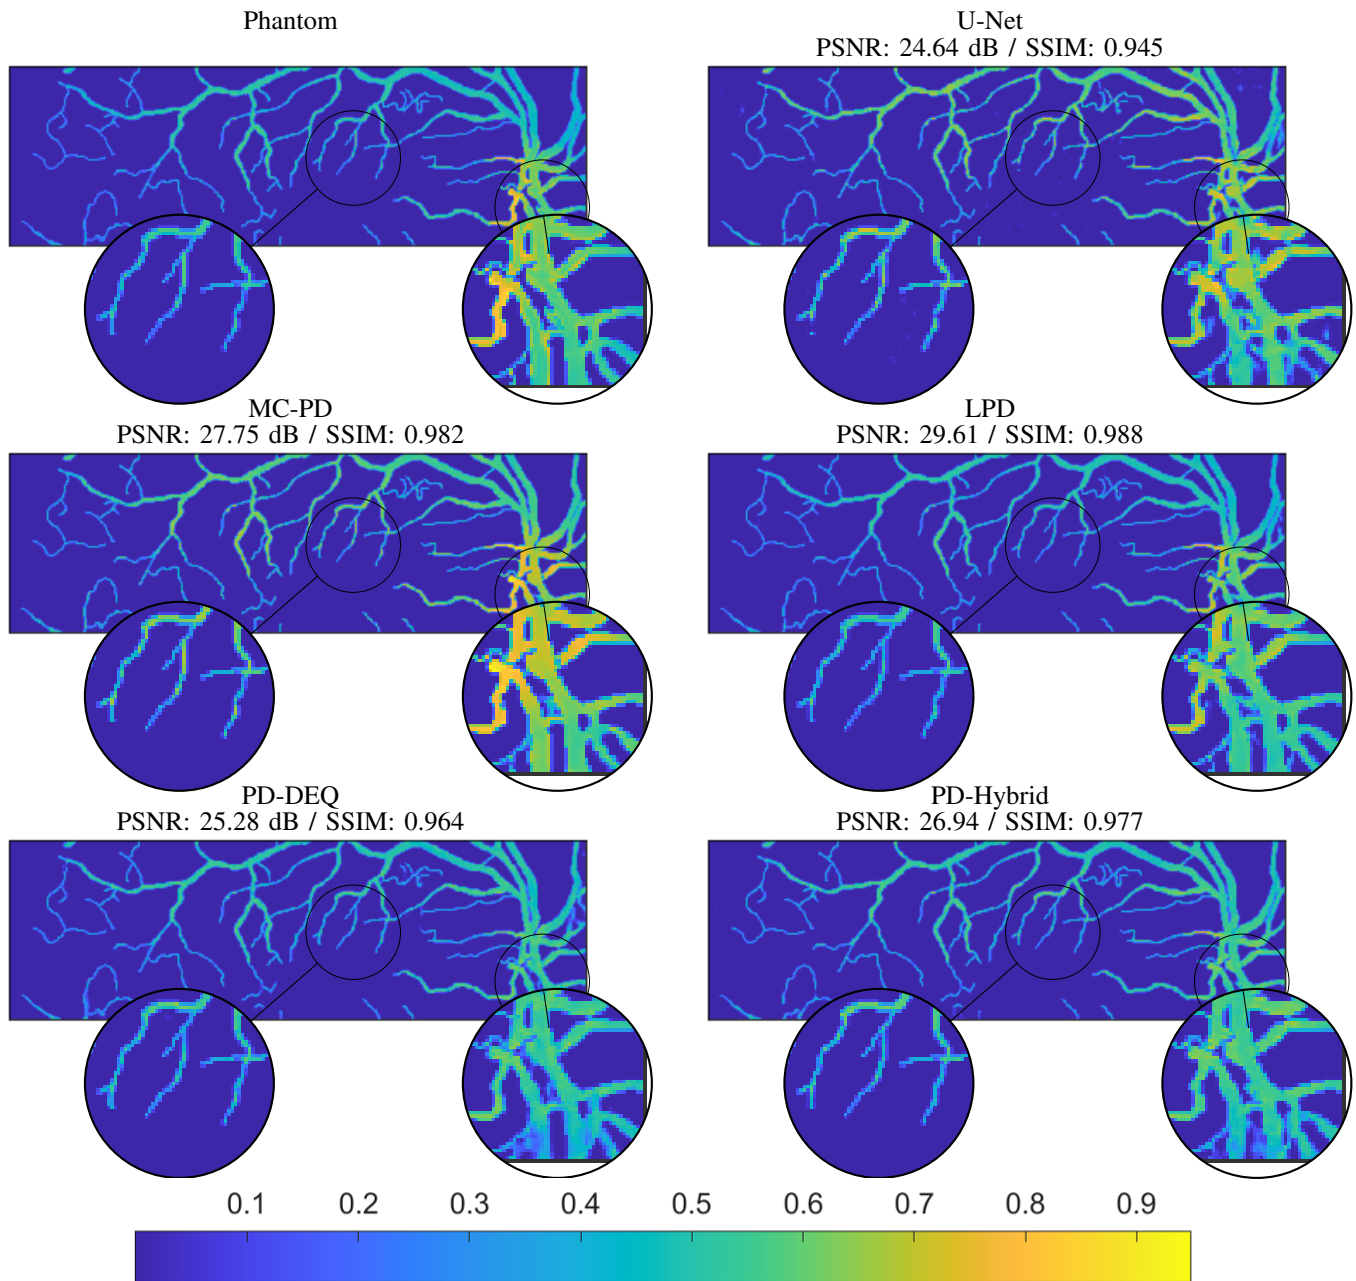 Phantom
U-Net
PSNR: 24.64 dB / SSIM: 0.945
MC-PD
PSNR: 27.75 dB / SSIM: 0.982
LPD
PSNR: 29.61 / SSIM: 0.988
PD-DEQ
PSNR: 25.28 dB / SSIM: 0.964
PD-Hybrid
PSNR: 26.94 / SSIM: 0.977
0.1 0.2 0.3 0.4 0.5 0.6 0.7 0.8 0.9